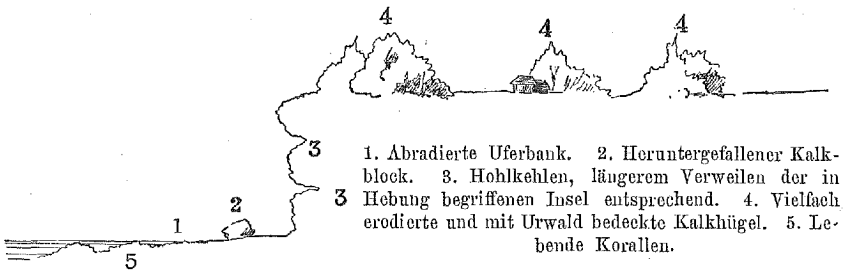 4
4
4
3
3
2
1
5
1. Abradierte Uferbank. 2. Heruntergefallener Kalk-
block. 3. Hohlkehlen, längerem Verweilen der in
Hebung begriffenen Insel entsprechend. 4. Vielfach
erodierte und mit Urwald bedeckte Kalkhügel. 5. Le-
bende Korallen.